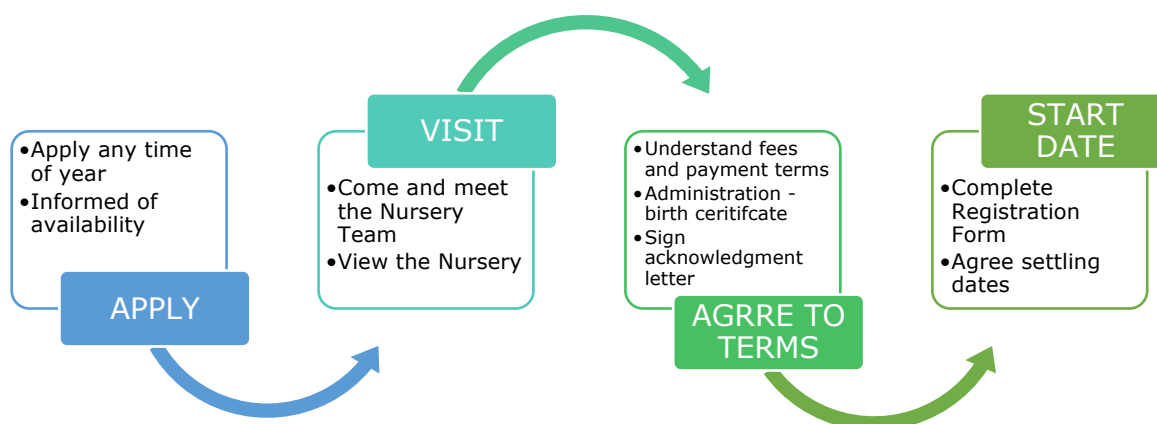 •Apply any time
of year
•Informed of
availability
APPLY
VISIT
•Come and meet
the Nursery
Team
•View the Nursery
•Understand fees
and payment terms
•Administration -
birth ceritifcate
•Sign
acknowledgment
letter
AGRRE TO
TERMS
START
DATE
•Complete
Registration
Form
•Agree settling
dates